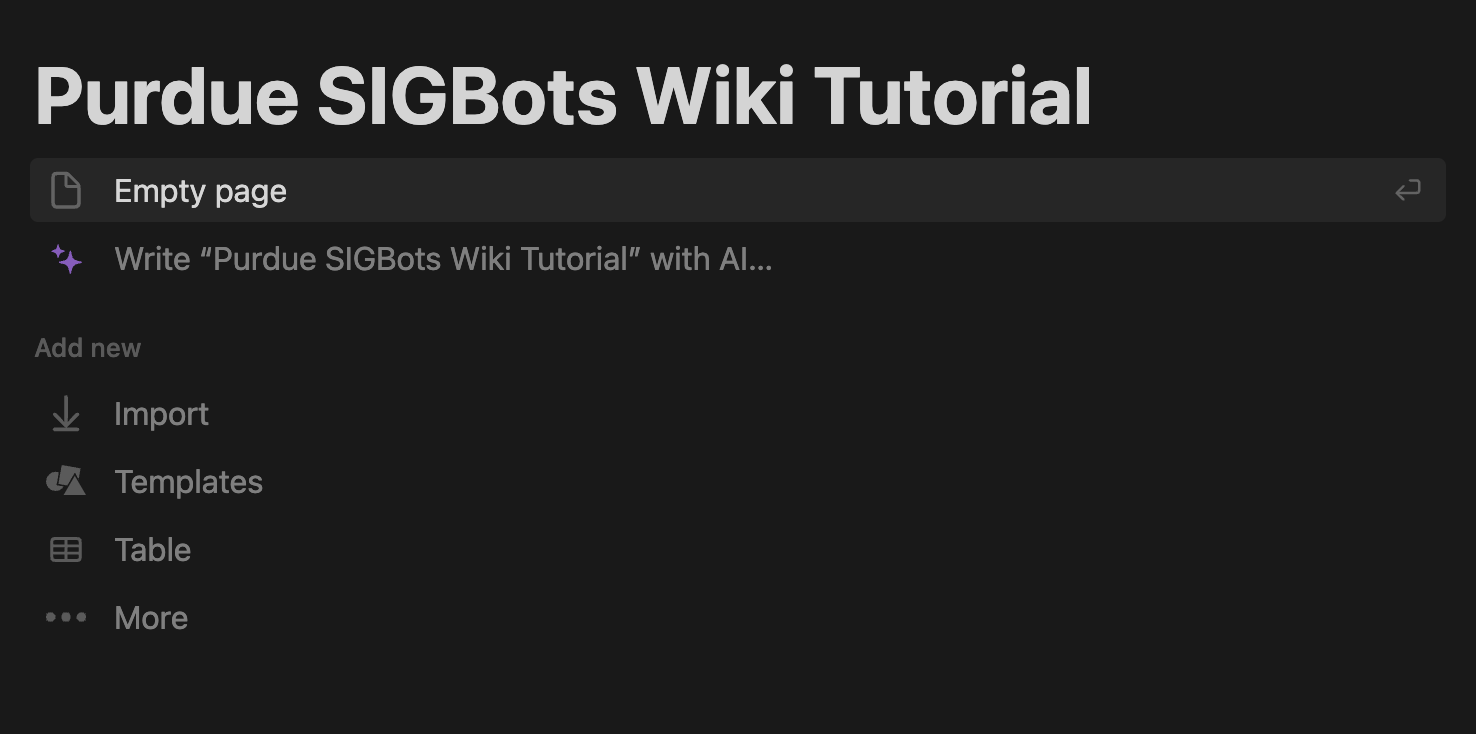 Purdue SIGBots Wiki Tutorial
Empty page
Write “Purdue SIGBots Wiki Tutorial” with AI...
Add new
Import
Templates
Table
More